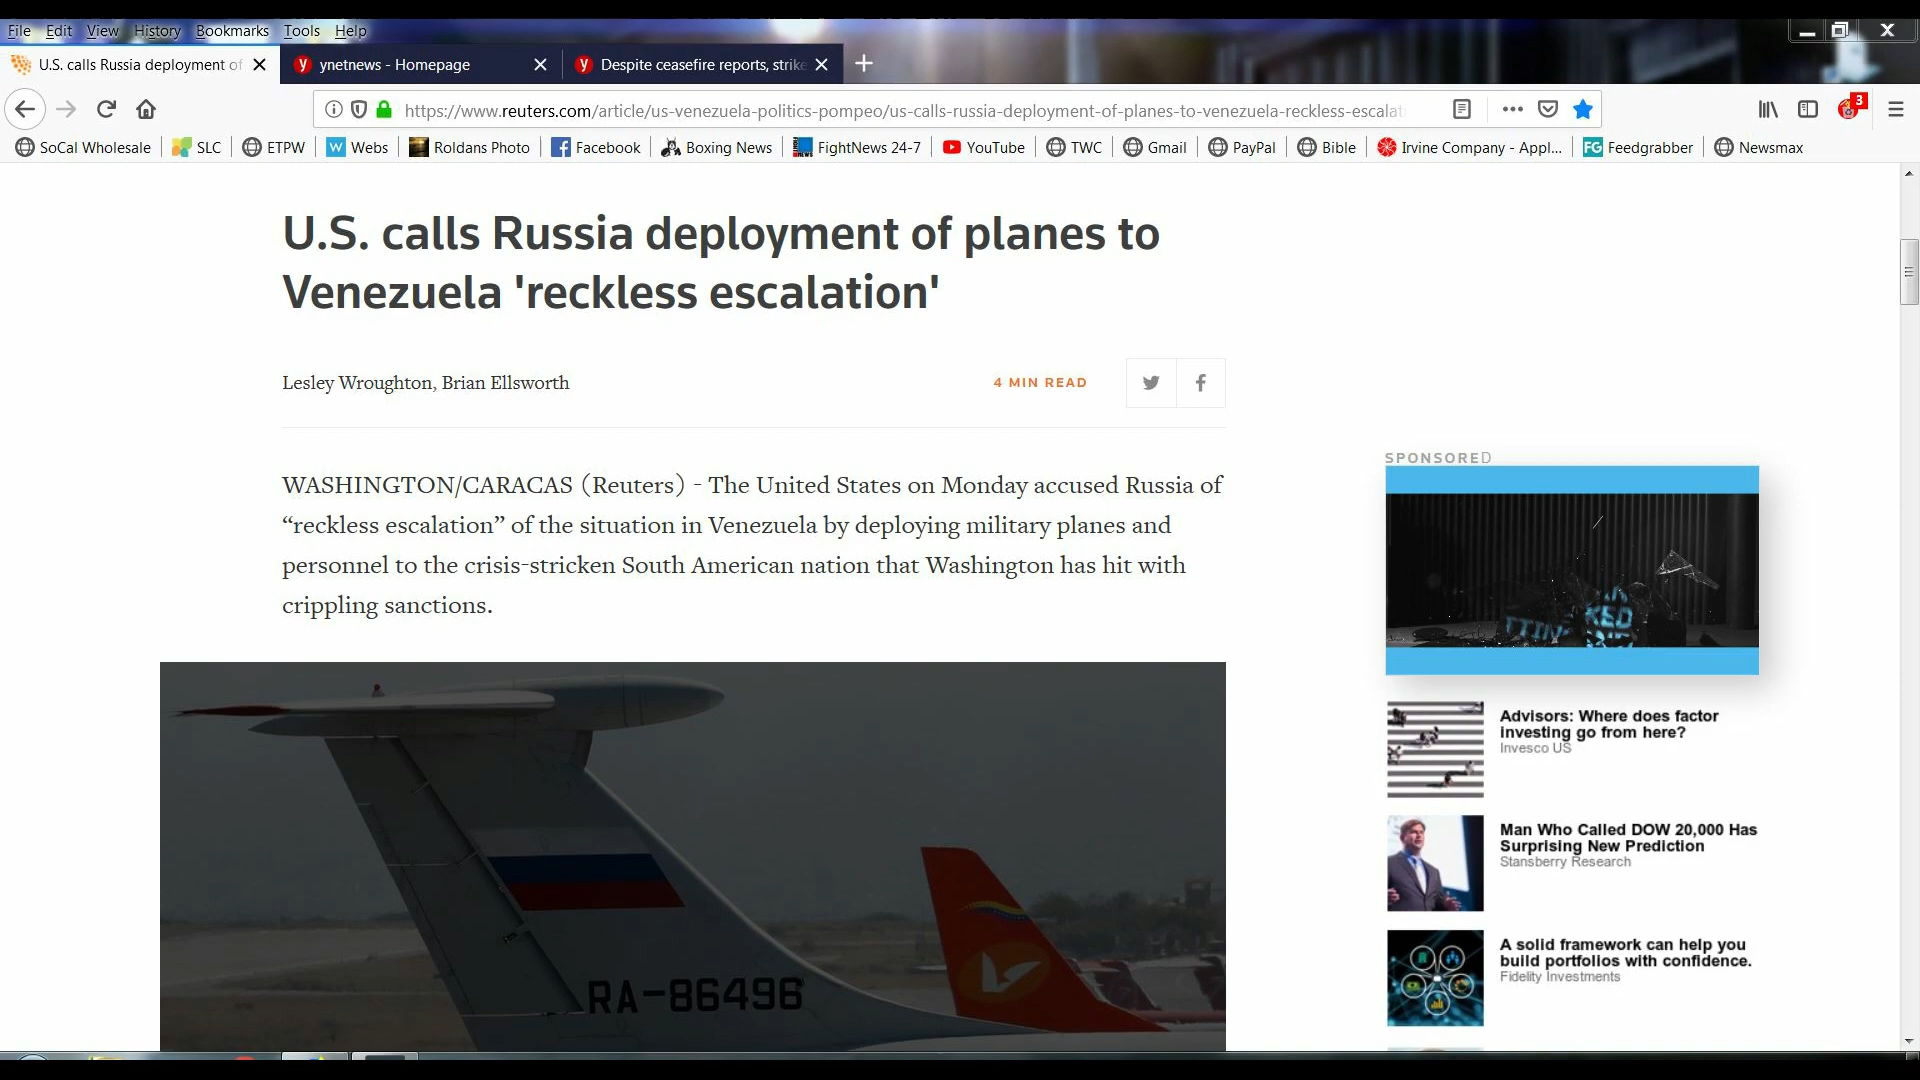 File Edit View History Bookmarks Tools Help
U.S. calls Russia deployment of
ynetnews - Homepage
Despite ceasefire reports, strike
https://www.reuters.com/article/us-venezuela-politics-pompeo/us-calls-russia-deployment-of-planes-to-venezuela-reckless-escalat
3
SoCal Wholesale SLC ETPW Webs Roldans Photo Facebook Boxing News FightNews 24-7 YouTube TWC Gmail PayPal Bible Irvine Company - Appl... Feedgrabber Newsmax
U.S. calls Russia deployment of planes to
Venezuela 'reckless escalation'
Lesley Wroughton, Brian Ellsworth
4 MIN READ
WASHINGTON/CARACAS (Reuters) - The United States on Monday accused Russia of
“reckless escalation” of the situation in Venezuela by deploying military planes and
personnel to the crisis-stricken South American nation that Washington has hit with
crippling sanctions.
RA-86496
SPONSORED
Advisors: Where does factor
investing go from here?
Invesco US
Man Who Called DOW 20,000 Has
Surprising New Prediction
Stansberry Research
A solid framework can help you
build portfolios with confidence.
Fidelity Investments